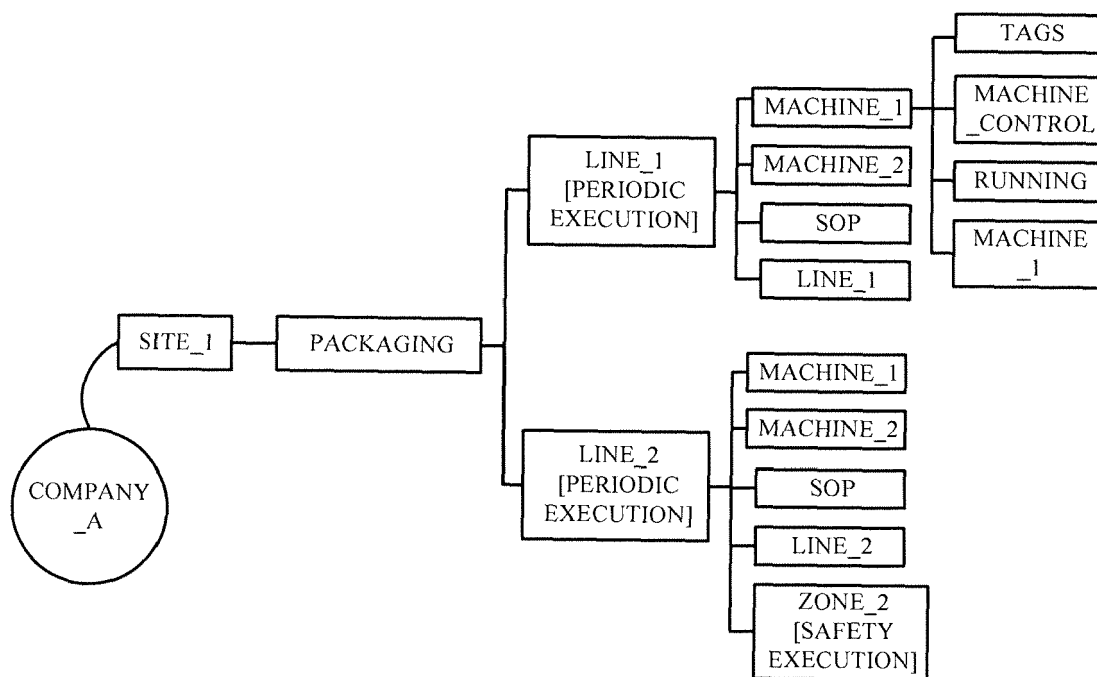 TAGS
MACHINE
_CONTROL
RUNNING
MACHINE
_1
MACHINE_1
MACHINE_2
SOP
LINE_1
LINE_1
[PERIODIC
EXECUTION]
SITE_1
PACKAGING
COMPANY
_A
LINE_2
[PERIODIC
EXECUTION]
MACHINE_1
MACHINE_2
SOP
LINE_2
ZONE_2
[SAFETY
EXECUTION]